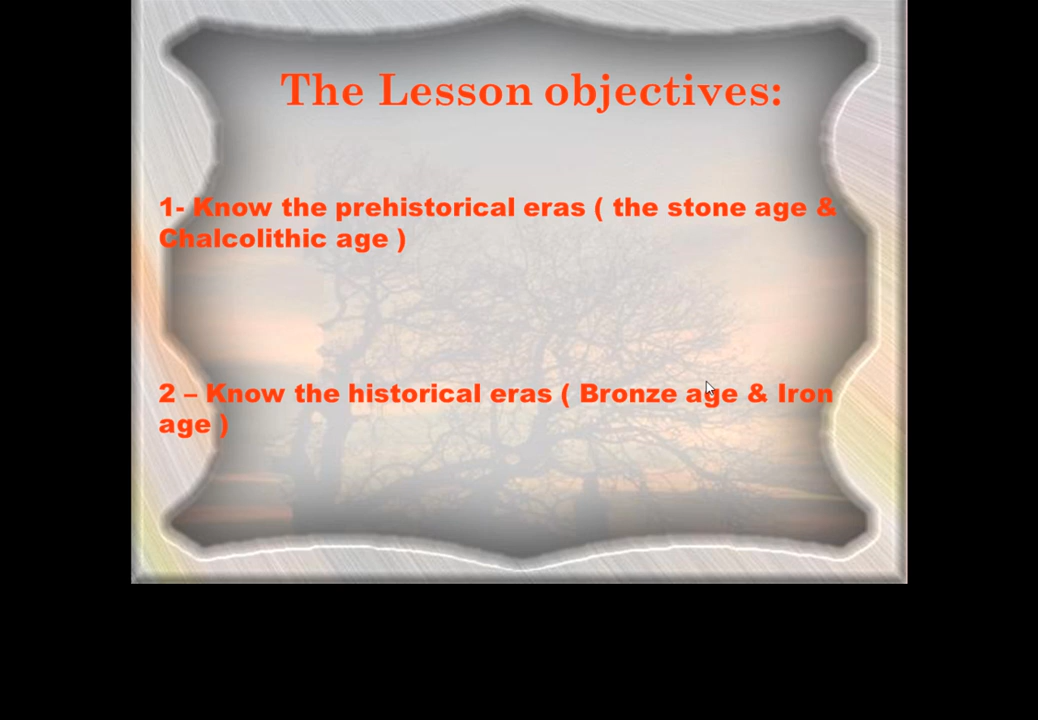 The Lesson objectives:
1- Know the prehistorical eras ( the stone age &
Chalcolithic age )
2 – Know the historical eras ( Bronze age & Iron
age )